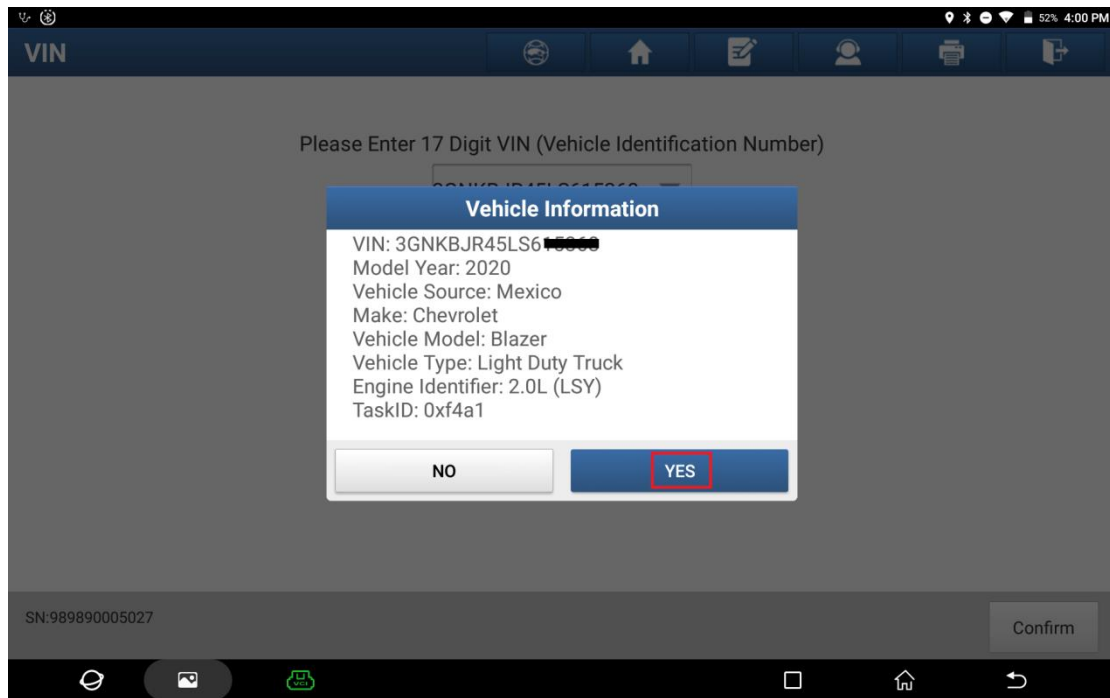 52% 4:00 PM
VIN
Please Enter 17 Digit VIN (Vehicle Identification Number)
Vehicle Information
VIN: 3GNKBJR45LS6
Model Year: 2020
Vehicle Source: Mexico
Make: Chevrolet
Vehicle Model: Blazer
Vehicle Type: Light Duty Truck
Engine Identifier: 2.0L (LSY)
TaskID: 0xf4a1
NO
YES
SN:989890005027
Confirm
VCI